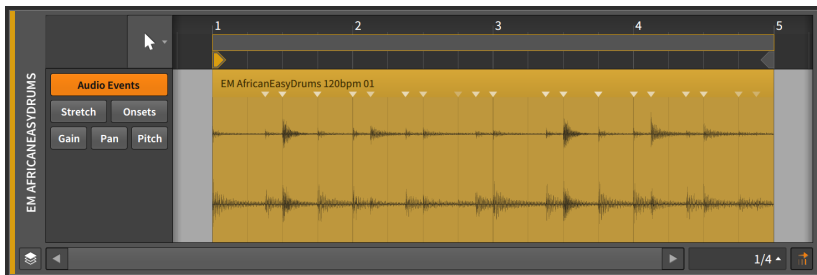 1 2 3 4 5
EM AFRICANEASYDRUMS
Audio Events
EM AfricanEasyDrums 120bpm 01
Stretch Onsets
Gain Pan Pitch
1/4